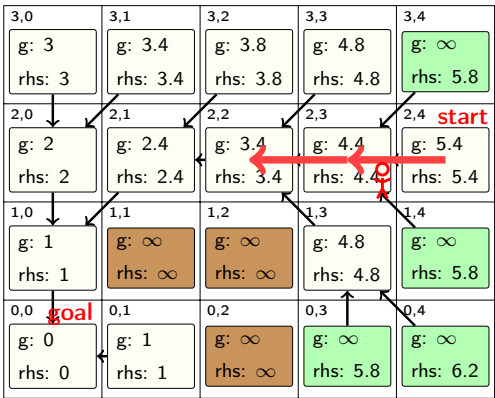 3,0
g: 3
rhs: 3
3,1
g: 3.4
rhs: 3.4
3,2
g: 3.8
rhs: 3.8
3,3
g: 4.8
rhs: 4.8
3,4
g: ∞
rhs: 5.8
2,0
g: 2
rhs: 2
2,1
g: 2.4
rhs: 2.4
2,2
g: 3.4
rhs: 3.4
2,3
g: 4.4
rhs: 4.4
2,4
start
g: 5.4
rhs: 5.4
1,0
g: 1
rhs: 1
1,1
g: ∞
rhs: ∞
1,2
g: ∞
rhs: ∞
1,3
g: 4.8
rhs: 4.8
1,4
g: ∞
rhs: 5.8
0,0
goal
g: 0
rhs: 0
0,1
g: 1
rhs: 1
0,2
g: ∞
rhs: ∞
0,3
g: ∞
rhs: 5.8
0,4
g: ∞
rhs: 6.2